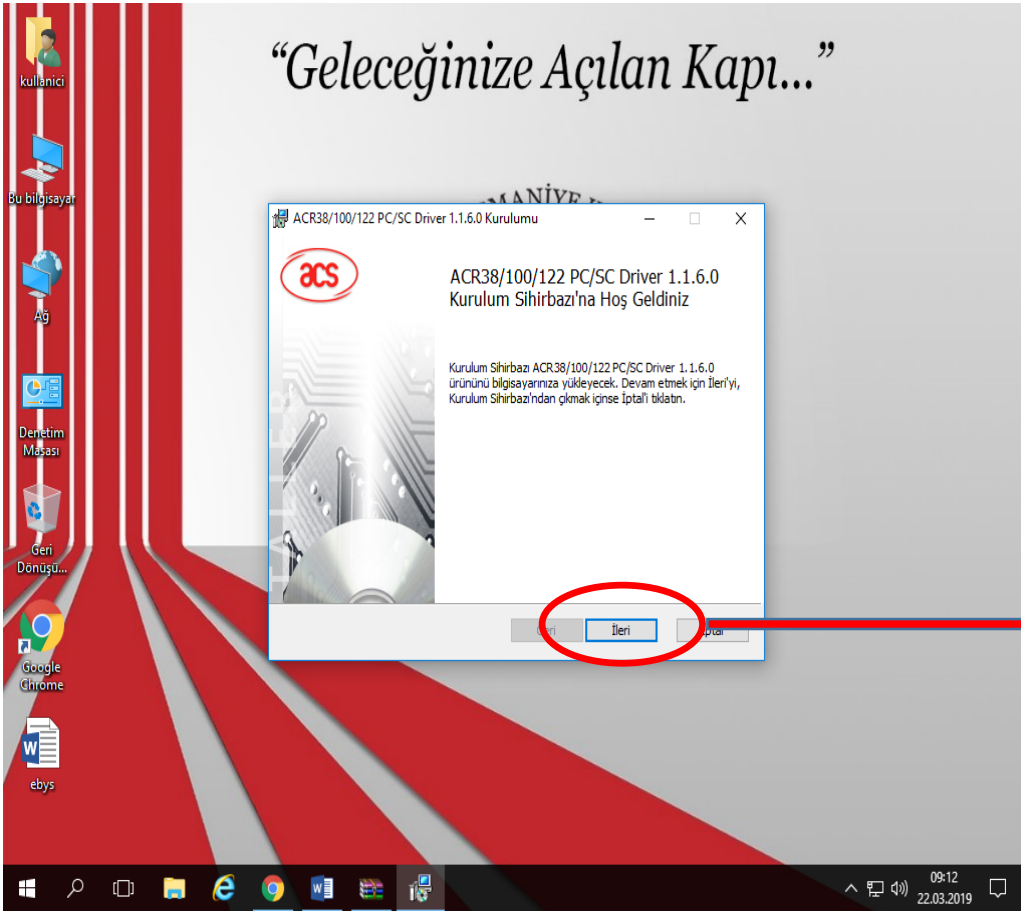 “Geleceğinize Açılan Kapı...”
kullanici
Bu bilgisayar
Ağ
Denetim
Masası
Geri
Dönüşü...
Google
Chrome
ebys
ACR38/100/122 PC/SC Driver 1.1.6.0 Kurulumu
acs
ACR38/100/122 PC/SC Driver 1.1.6.0
Kurulum Sihirbazı'na Hoş Geldiniz
Kurulum Sihirbazı ACR38/100/122 PC/SC Driver 1.1.6.0
ürününü bilgisayarınıza yükleyecek. Devam etmek için İleri'yi,
Kurulum Sihirbazı'ndan çıkmak içinse İptal'i tıklatın.
Geri İleri İptal
09:12
22.03.2019